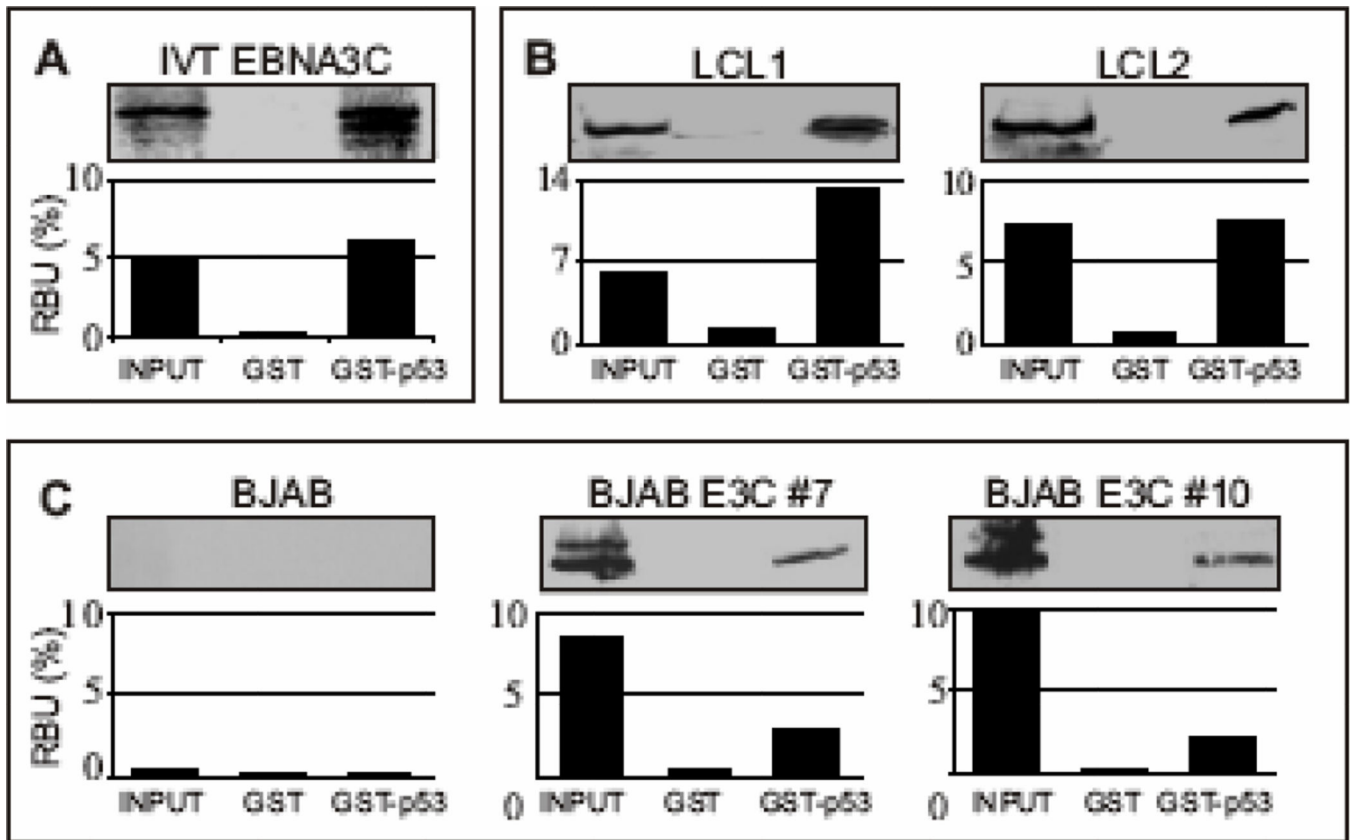 A
IVT EBNA3C
10
5
0
RBU (%)
INPUT GST GST-p53
B
LCL1
14
7
0
INPUT GST GST-p53
LCL2
10
5
0
INPUT GST GST-p53
C
BJAB
10
5
0
RBU (%)
INPUT GST GST-p53
BJAB E3C #7
10
5
0
INPUT GST GST-p53
BJAB E3C #10
10
5
0
INPUT GST GST-p53